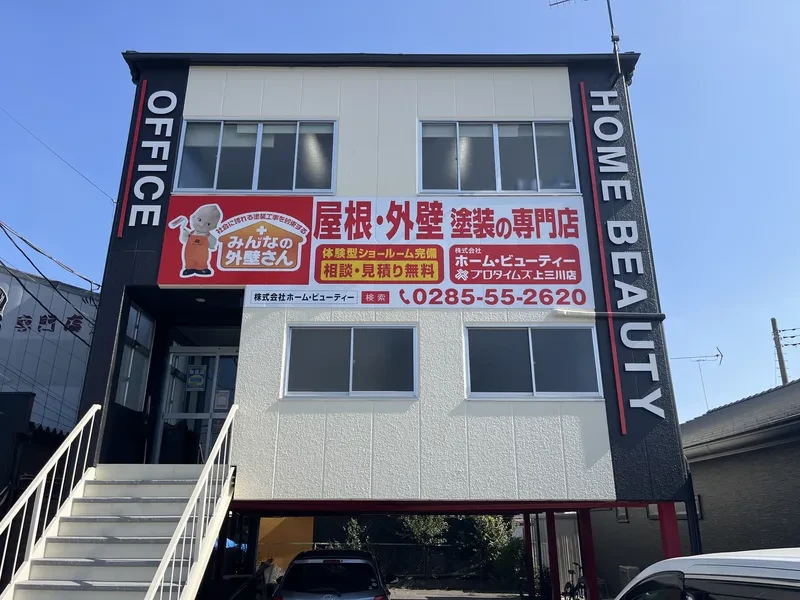 OFFICE
HOME BEAUTY
社会に誇れる塗装工事を約束する
みんなの
外壁さん
屋根・外壁 塗装の専門店
体験型ショールーム完備
相談・見積り無料
株式会社
ホーム・ビューティー
プロタイムズ上三川店
株式会社ホーム・ビューティー 検索 0285-55-2620
専門店